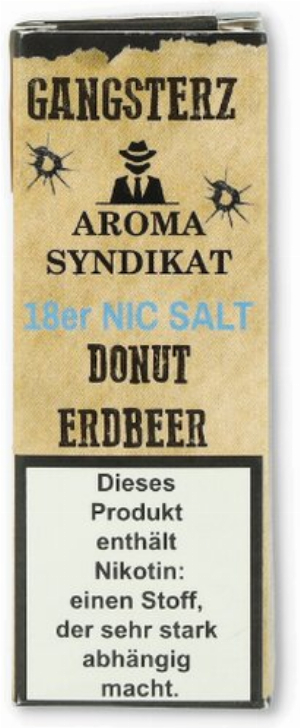 GANGSTERZ
AROMA
SYNDIKAT
18er NIC SALT
DONUT
ERDBEER
Dieses
Produkt
enthält
Nikotin:
einen Stoff,
der sehr stark
abhängig
macht.